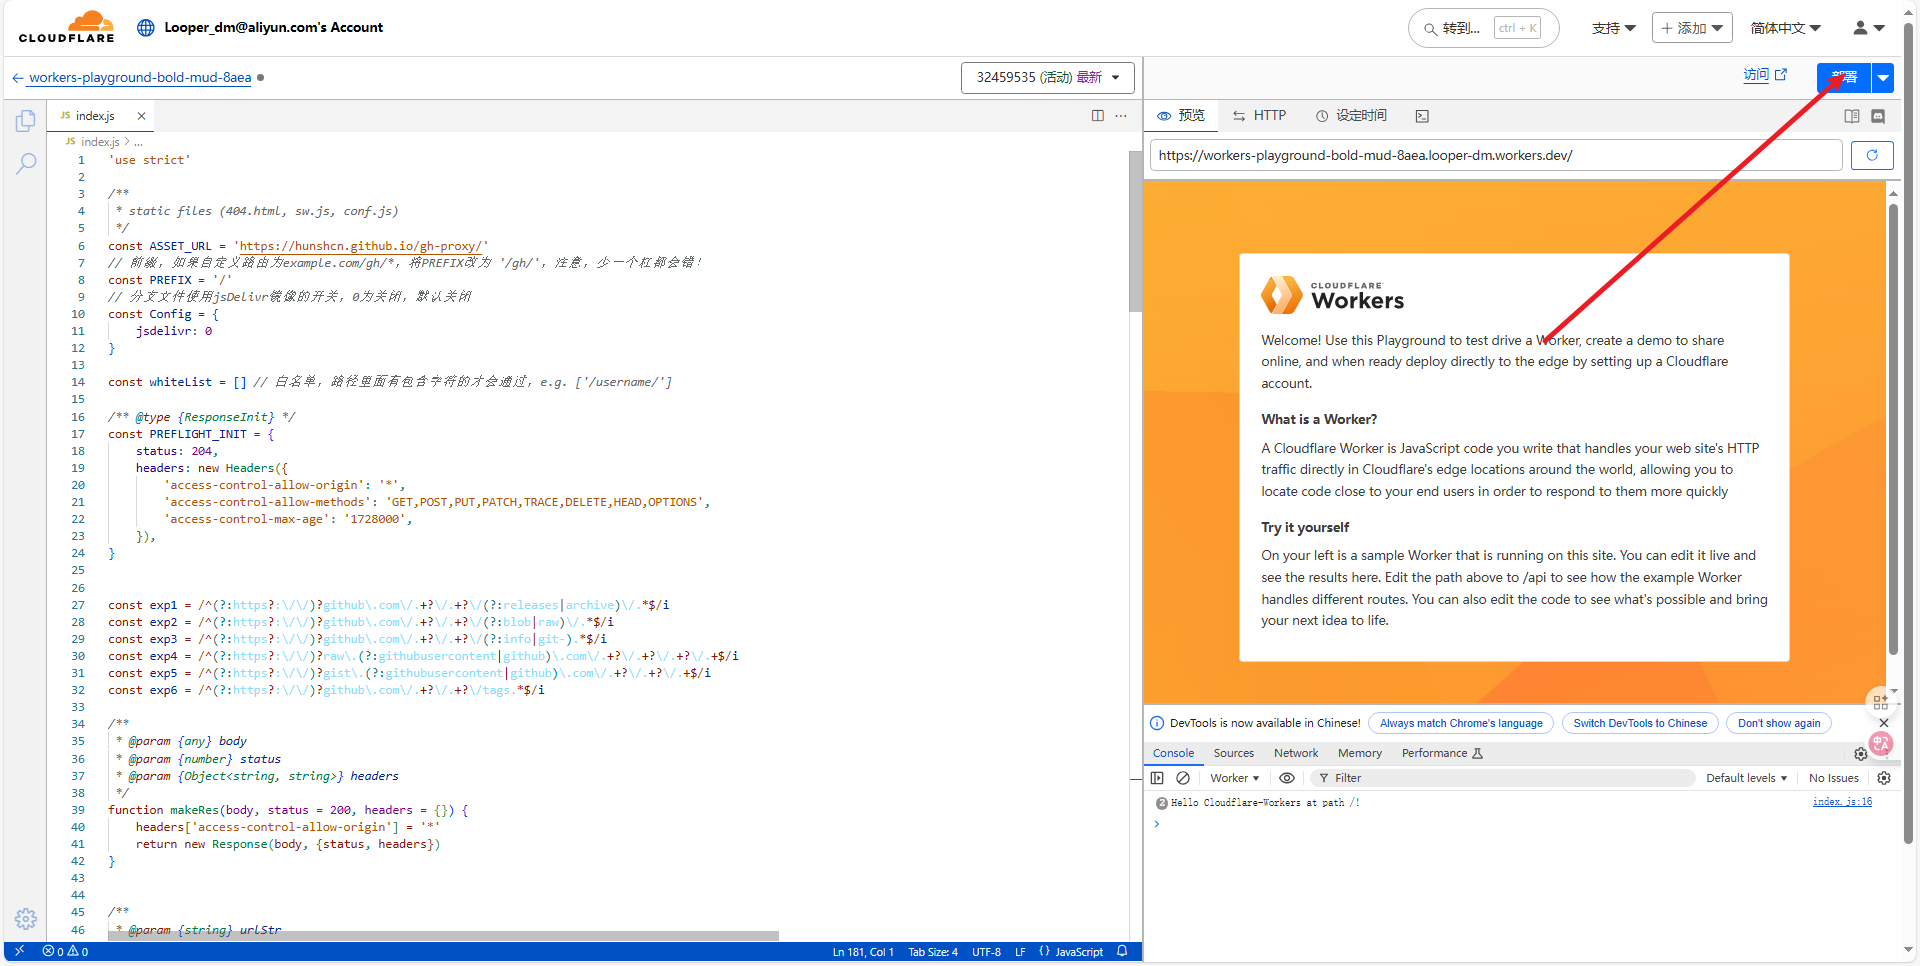 CLOUDFLARE
Looper_dm@aliyun.com's Account
转到... ctrl + K
支持
添加
简体中文
workers-playground-bold-mud-8aea
32459535 (活动) 最新
访问
部署
JS index.js
预览
HTTP
设定时间
JS index.js > ...
https://workers-playground-bold-mud-8aea.looper-dm.workers.dev/
1 'use strict'
2
3 /**
4 * static files (404.html, sw.js, conf.js)
5 */
6 const ASSET_URL = 'https://hunshcn.github.io/gh-proxy/'
7 // 前缀，如果自定义路由为example.com/gh/*，将PREFIX改为 '/gh/'，注意，少一个杠都会错！
8 const PREFIX = '/'
9 // 分支文件使用jsDelivr镜像的开关，0为关闭，默认关闭
10 const Config = {
11 jsdelivr: 0
12 }
13
14 const whiteList = [] // 白名单，路径里面有包含字符的才会通过，e.g. ['/username/']
15
16 /** @type {ResponseInit} */
17 const PREFLIGHT_INIT = {
18 status: 204,
19 headers: new Headers({
20 'access-control-allow-origin': '*',
21 'access-control-allow-methods': 'GET,POST,PUT,PATCH,TRACE,DELETE,HEAD,OPTIONS',
22 'access-control-max-age': '1728000',
23 }),
24 }
25
26
27 const exp1 = /^(?:https?:\/\/)?github\.com\/.+?\/.+?\/(?:releases|archive)\/.*$/i
28 const exp2 = /^(?:https?:\/\/)?github\.com\/.+?\/.+?\/(?:blob|raw)\/.*$/i
29 const exp3 = /^(?:https?:\/\/)?github\.com\/.+?\/.+?\/(?:info|git-).*$/i
30 const exp4 = /^(?:https?:\/\/)?raw\.(?:githubusercontent|github)\.com\/.+?\/.+?\/.+?\/.+$/i
31 const exp5 = /^(?:https?:\/\/)?gist\.(?:githubusercontent|github)\.com\/.+?\/.+?\/.+$/i
32 const exp6 = /^(?:https?:\/\/)?github\.com\/.+?\/.+?\/tags.*$/i
33
34 /**
35 * @param {any} body
36 * @param {number} status
37 * @param {Object<string, string>} headers
38 */
39 function makeRes(body, status = 200, headers = {}) {
40 headers['access-control-allow-origin'] = '*'
41 return new Response(body, {status, headers})
42 }
43
44
45 /**
46 * @param {string} urlStr
0 0
Ln 181, Col 1 Tab Size: 4 UTF-8 LF {} JavaScript
CLOUDFLARE
Workers
Welcome! Use this Playground to test drive a Worker, create a demo to share
online, and when ready deploy directly to the edge by setting up a Cloudflare
account.
What is a Worker?
A Cloudflare Worker is JavaScript code you write that handles your web site's HTTP
traffic directly in Cloudflare's edge locations around the world, allowing you to
locate code close to your end users in order to respond to them more quickly
Try it yourself
On your left is a sample Worker that is running on this site. You can edit it live and
see the results here. Edit the path above to /api to see how the example Worker
handles different routes. You can also edit the code to see what's possible and bring
your next idea to life.
DevTools is now available in Chinese! Always match Chrome's language Switch DevTools to Chinese Don't show again
Console Sources Network Memory Performance
Worker Filter Default levels No Issues
2 Hello Cloudflare-Workers at path /! index.js:16